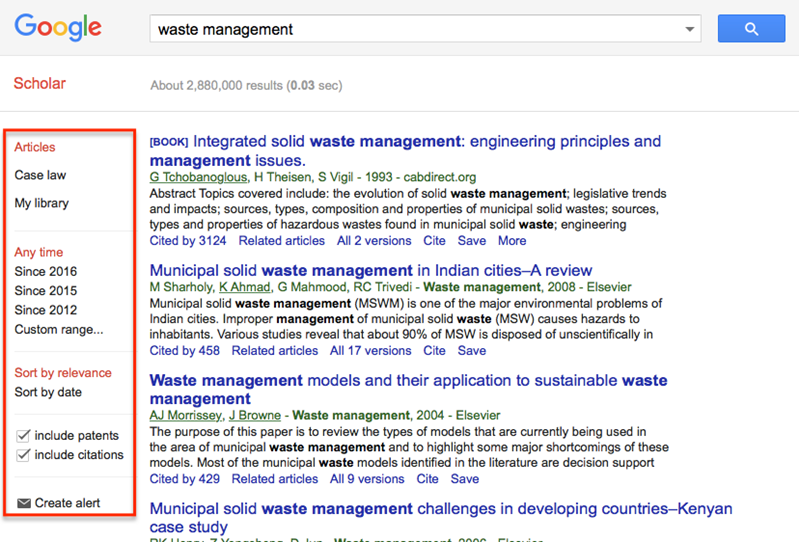 Google
waste management
Scholar
About 2,880,000 results (0.03 sec)
Articles
Case law
My library
Any time
Since 2016
Since 2015
Since 2012
Custom range...
Sort by relevance
Sort by date
include patents
include citations
Create alert
[BOOK] Integrated solid waste management: engineering principles and
management issues.
G Tchobanoglous, H Theisen, S Vigil - 1993 - cabdirect.org
Abstract Topics covered include: the evolution of solid waste management; legislative trends
and impacts; sources, types, composition and properties of municipal solid wastes; sources,
types and properties of hazardous wastes found in municipal solid waste; engineering
Cited by 3124 Related articles All 2 versions Cite Save More
Municipal solid waste management in Indian cities–A review
M Sharholy, K Ahmad, G Mahmood, RC Trivedi - Waste management, 2008 - Elsevier
Municipal solid waste management (MSWM) is one of the major environmental problems of
Indian cities. Improper management of municipal solid waste (MSW) causes hazards to
inhabitants. Various studies reveal that about 90% of MSW is disposed of unscientifically in
Cited by 458 Related articles All 17 versions Cite Save
Waste management models and their application to sustainable waste
management
AJ Morrissey, J Browne - Waste management, 2004 - Elsevier
The purpose of this paper is to review the types of models that are currently being used in
the area of municipal waste management and to highlight some major shortcomings of these
models. Most of the municipal waste models identified in the literature are decision support
Cited by 429 Related articles All 9 versions Cite Save
Municipal solid waste management challenges in developing countries–Kenyan
case study